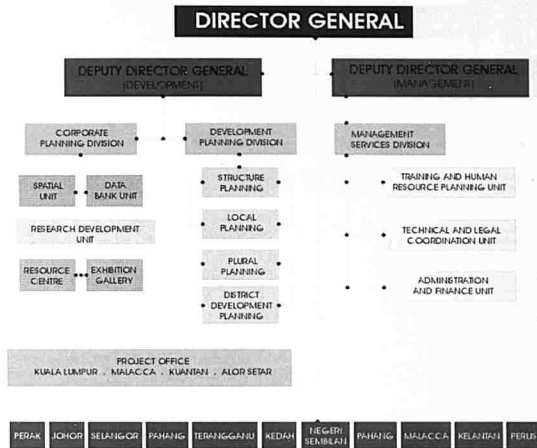 DIRECTOR GENERAL
DEPUTY DIRECTOR GENERAL
(DEVELOPMENT)
DEPUTY DIRECTOR GENERAL
(MANAGEMENT)
CORPORATE
PLANNING DIVISION
DEVELOPMENT
PLANNING DIVISION
MANAGEMENT
SERVICES DIVISION
SPATIAL
UNIT
DATA
BANK UNIT
STRUCTURE
PLANNING
TRAINING AND HUMAN
RESOURCE PLANNING UNIT
RESEARCH DEVELOPMENT
UNIT
LOCAL
PLANNING
TECHNICAL AND LEGAL
COORDINATION UNIT
RESOURCE
CENTRE
EXHIBITION
GALLERY
PLURAL
PLANNING
ADMINISTRATION
AND FINANCE UNIT
DISTRICT
DEVELOPMENT
PLANNING
PROJECT OFFICE
KUALA LUMPUR . MALACCA . KUANTAN . ALOR SETAR
PERAK
JOHOR
SELANGOR
PAHANG
TERANGGANU
KEDAH
NEGERI
SEMBILAN
PAHANG
MALACCA
KELANTAN
PERLIS